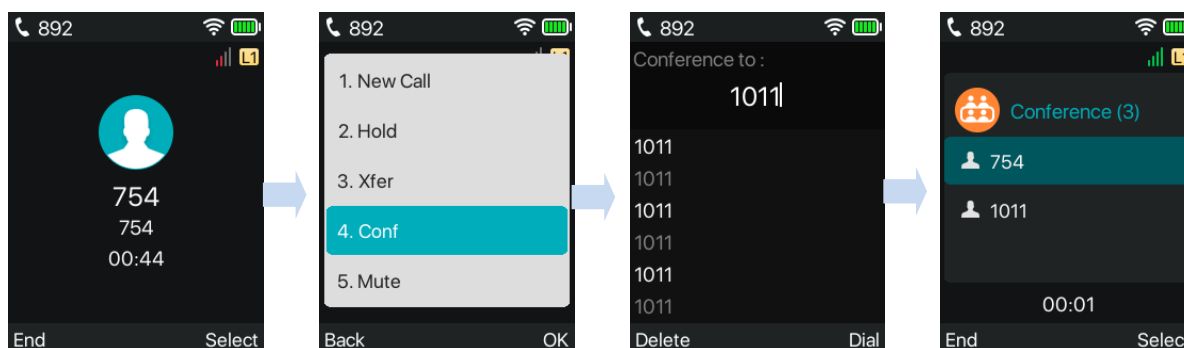 892
L1
754
754
00:44
End Select
892
1. New Call
2. Hold
3. Xfer
4. Conf
5. Mute
Back OK
892
Conference to :
1011
1011
1011
1011
1011
1011
1011
Delete Dial
892
L
Conference (3)
754
1011
00:01
End Selec